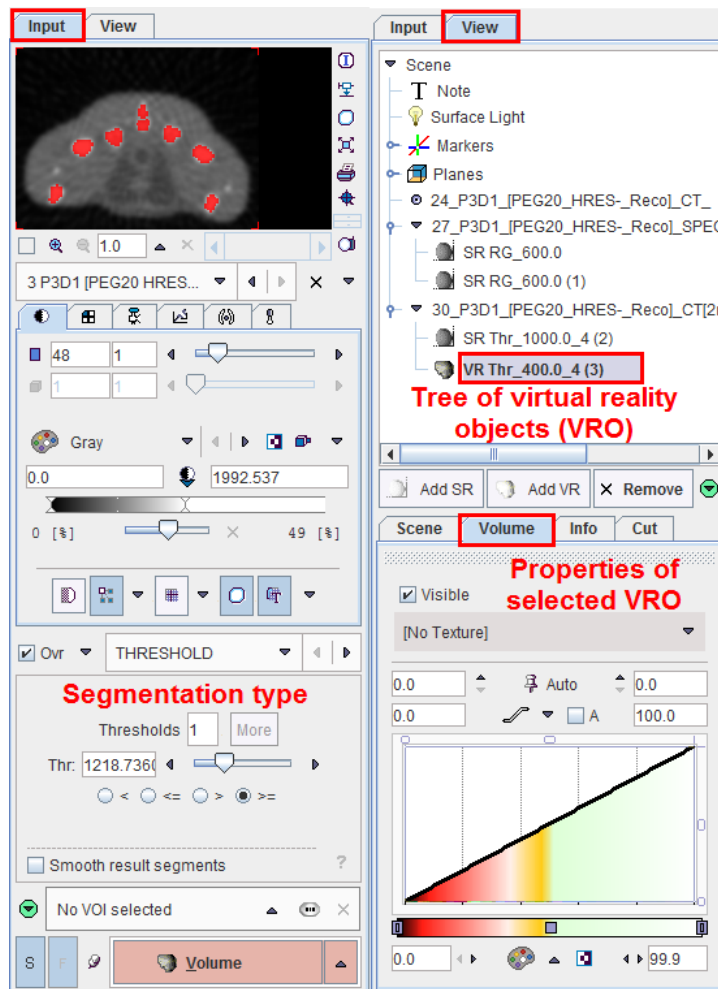 Input
View
1.0
3 P3D1 [PEG20 HRES...
48
1
1
1
Gray
0.0
1992.537
0 [%]
49 [%]
Ovr
THRESHOLD
Segmentation type
Thresholds
1
More
Thr:
1218.736
<
<=
>
>=
Smooth result segments
?
No VOI selected
S
F
Volume
Input
View
Scene
T Note
Surface Light
Markers
Planes
24_P3D1_[PEG20_HRES-_Reco]_CT_
27_P3D1_[PEG20_HRES-_Reco]_SPEC
SR RG_600.0
SR RG_600.0 (1)
30_P3D1_[PEG20_HRES-_Reco]_CT[2r
SR Thr_1000.0_4 (2)
VR Thr_400.0_4 (3)
Tree of virtual reality
objects (VRO)
Add SR
Add VR
Remove
Scene
Volume
Info
Cut
Properties of
selected VRO
Visible
[No Texture]
0.0
Auto
0.0
0.0
A
100.0
0.0
99.9